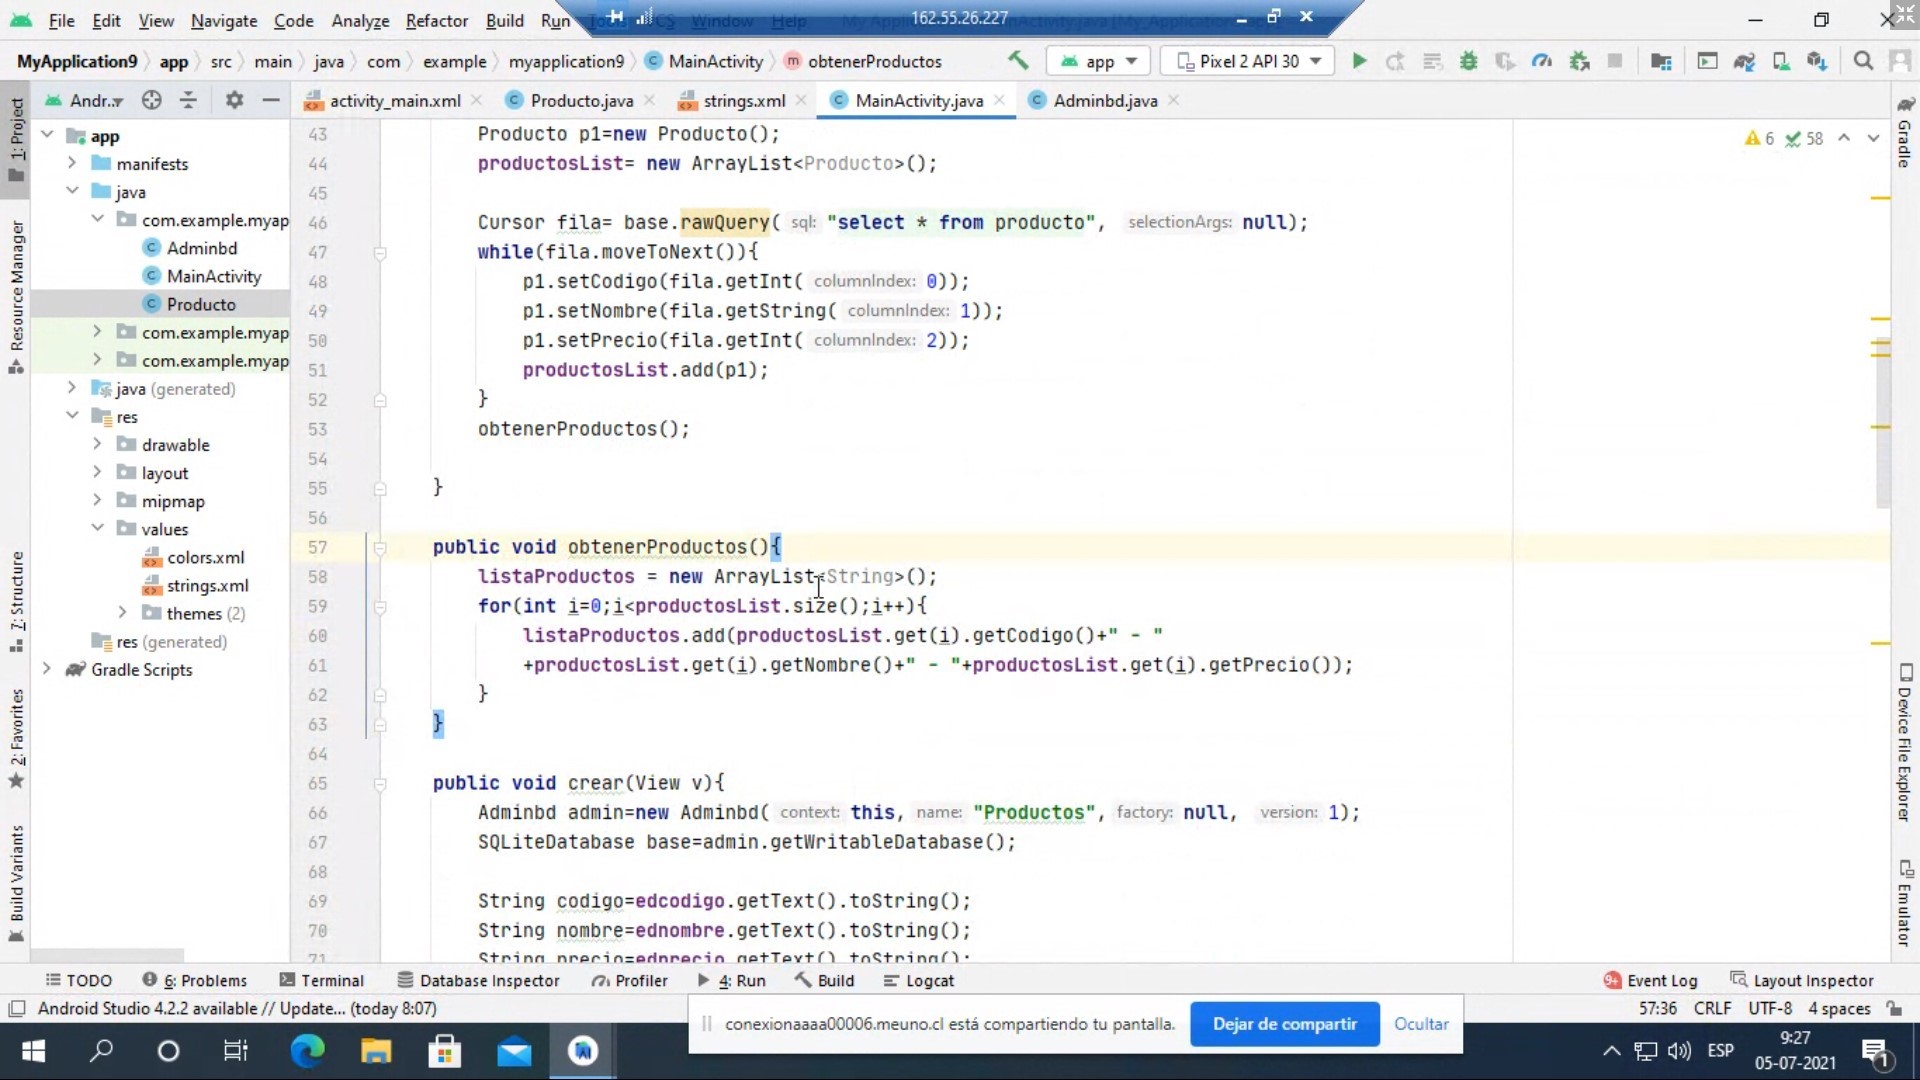 File Edit View Navigate Code Analyze Refactor Build Run Tools VCS Window Help
162.55.26.227
MyApplication9 app src main java com example myapplication9 MainActivity obtenerProductos
app Pixel 2 API 30
Andr...
activity_main.xml Producto.java strings.xml MainActivity.java Adminbd.java
1: Project
Resource Manager
7: Structure
2: Favorites
Build Variants
app
manifests
java
com.example.myap
Adminbd
MainActivity
Producto
com.example.myap
com.example.myap
java (generated)
res
drawable
layout
mipmap
values
colors.xml
strings.xml
themes (2)
res (generated)
Gradle Scripts
6 58
43 Producto p1=new Producto();
44 productosList= new ArrayList<Producto>();
45
46 Cursor fila= base.rawQuery( sql: "select * from producto", selectionArgs: null);
47 while(fila.moveToNext()){
48 p1.setCodigo(fila.getInt( columnIndex: 0));
49 p1.setNombre(fila.getString( columnIndex: 1));
50 p1.setPrecio(fila.getInt( columnIndex: 2));
51 productosList.add(p1);
52 }
53 obtenerProductos();
54
55 }
56
57 public void obtenerProductos(){
58 listaProductos = new ArrayList<String>();
59 for(int i=0;i<productosList.size();i++){
60 listaProductos.add(productosList.get(i).getCodigo()+" - "
61 +productosList.get(i).getNombre()+" - "+productosList.get(i).getPrecio());
62 }
63 }
64
65 public void crear(View v){
66 Adminbd admin=new Adminbd( context: this, name: "Productos", factory: null, version: 1);
67 SQLiteDatabase base=admin.getWritableDatabase();
68
69 String codigo=edcodigo.getText().toString();
70 String nombre=ednombre.getText().toString();
71 String precio=edprecio.getText().toString();
Gradle
Device File Explorer
Emulator
TODO 6: Problems Terminal Database Inspector Profiler 4: Run Build Logcat
9+ Event Log Layout Inspector
Android Studio 4.2.2 available // Update... (today 8:07)
57:36 CRLF UTF-8 4 spaces
conexionaaaa00006.meuno.cl está compartiendo tu pantalla. Dejar de compartir Ocultar
ESP
9:27
05-07-2021
1